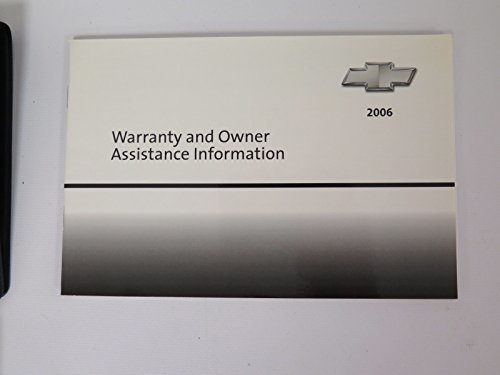 2006
Warranty and Owner
Assistance Information